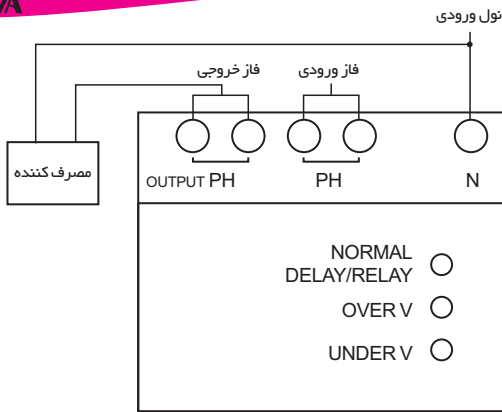 نول ورودی
فاز خروجی
فاز ورودی
مصرف کننده
OUTPUT PH
PH
N
NORMAL
DELAY/RELAY
OVER V
UNDER V